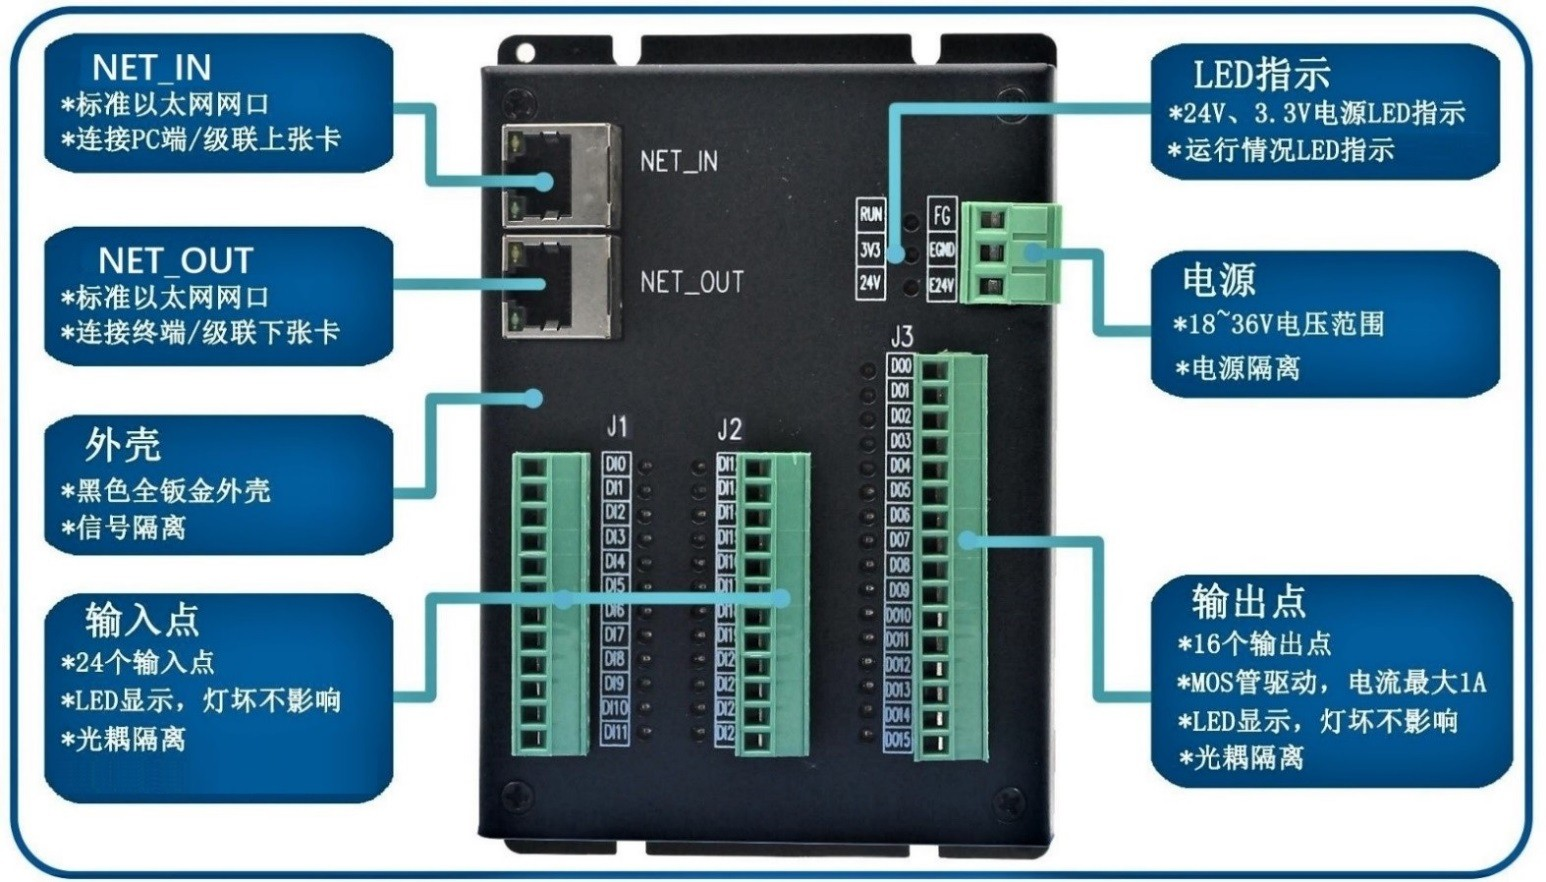 NET_IN
*标准以太网网口
*连接PC端/级联上张卡
NET_OUT
*标准以太网网口
*连接终端/级联下张卡
外壳
*黑色全钣金外壳
*信号隔离
输入点
*24个输入点
*LED显示，灯坏不影响
*光耦隔离
NET_IN
NET_OUT
RUN
3V3
24V
FG
EGND
E24V
J1
DI0
DI1
DI2
DI3
DI4
DI5
DI6
DI7
DI8
DI9
DI10
DI11
J2
J3
DO0
DO1
DO2
DO3
DO4
DO5
DO6
DO7
DO8
DO9
DO10
DO11
DO12
DO13
DO14
DO15
LED指示
*24V、3.3V电源LED指示
*运行情况LED指示
电源
*18~36V电压范围
*电源隔离
输出点
*16个输出点
*MOS管驱动，电流最大1A
*LED显示，灯坏不影响
*光耦隔离